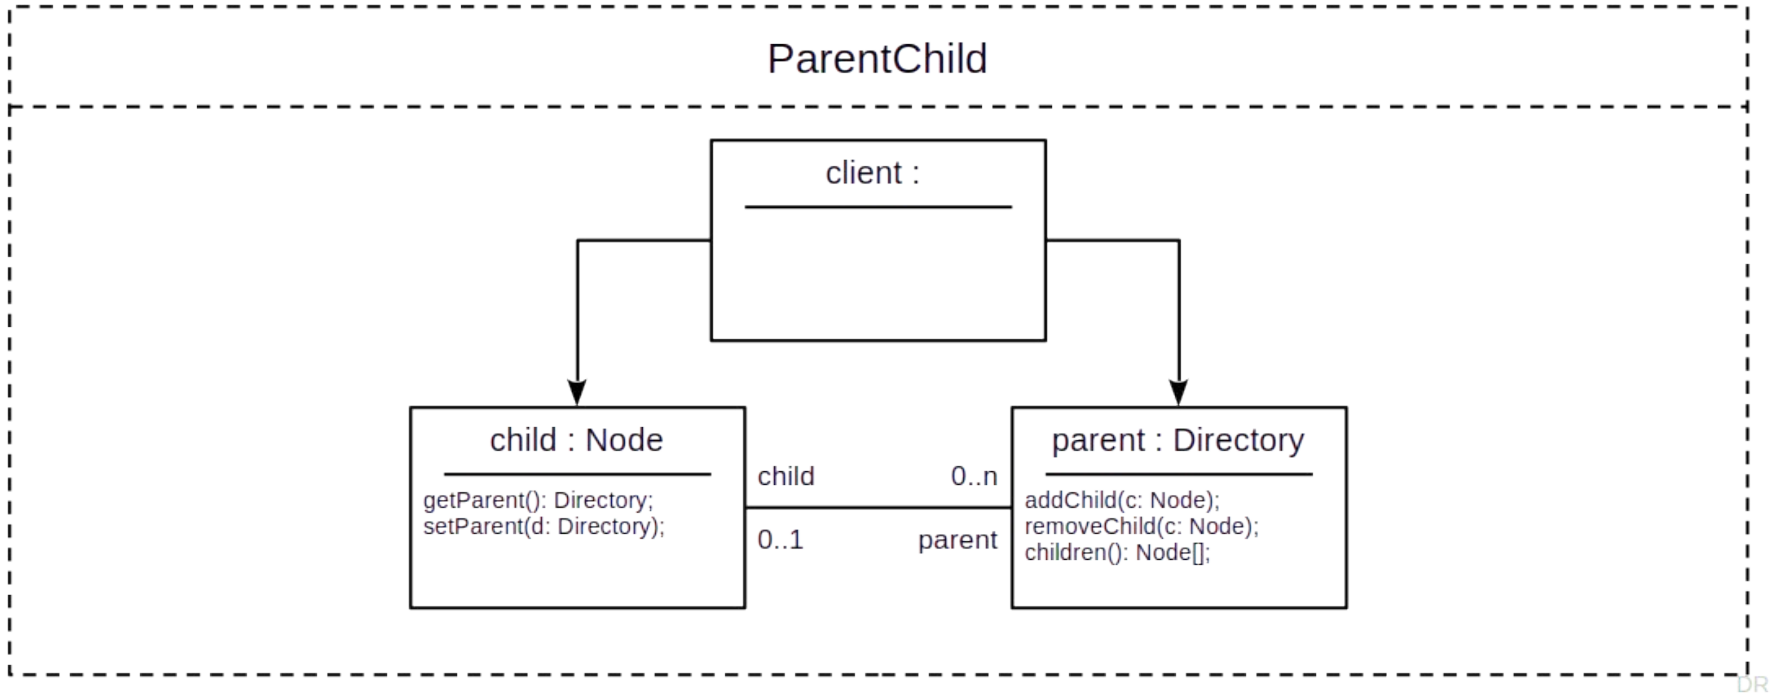 ParentChild
client :
child : Node
getParent(): Directory;
setParent(d: Directory);
child
0..n
0..1
parent
parent : Directory
addChild(c: Node);
removeChild(c: Node);
children(): Node[];
DR